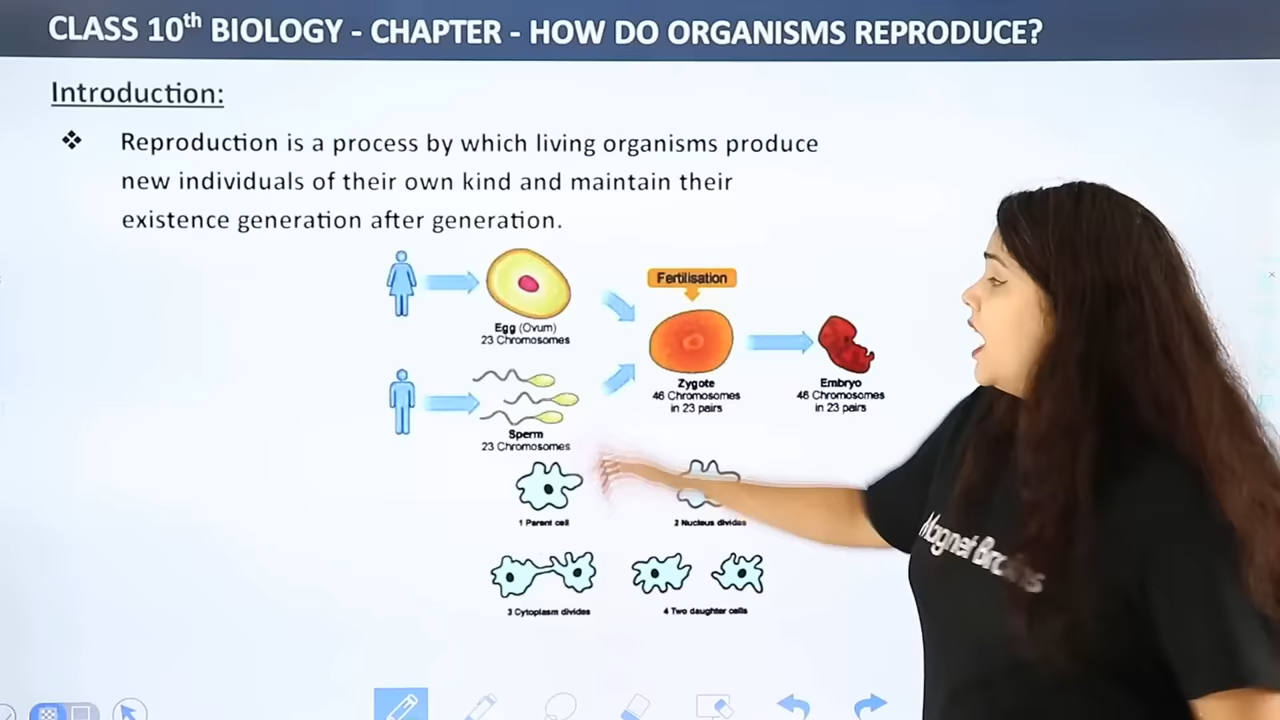 CLASS 10th BIOLOGY - CHAPTER - HOW DO ORGANISMS REPRODUCE?
Introduction:
❖ Reproduction is a process by which living organisms produce
new individuals of their own kind and maintain their
existence generation after generation.
Fertilisation
Egg (Ovum)
23 Chromosomes
Zygote
46 Chromosomes
in 23 pairs
Embryo
46 Chromosomes
in 23 pairs
Sperm
23 Chromosomes
1 Parent cell
2 Nucleus divides
3 Cytoplasm divides
4 Two daughter cells
Magnet Brains